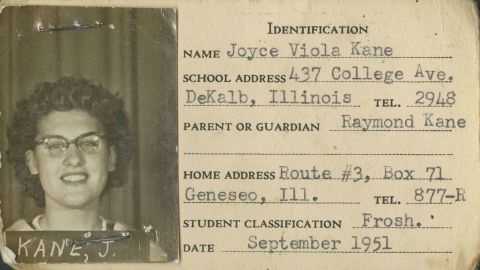 IDENTIFICATION
NAME Joyce Viola Kane
SCHOOL ADDRESS 437 College Ave.
DeKalb, Illinois TEL. 2948
PARENT OR GUARDIAN Raymond Kane
HOME ADDRESS Route #3, Box 71
Geneseo, Ill. TEL. 877-R
STUDENT CLASSIFICATION Frosh.
DATE September 1951
KANE, J.